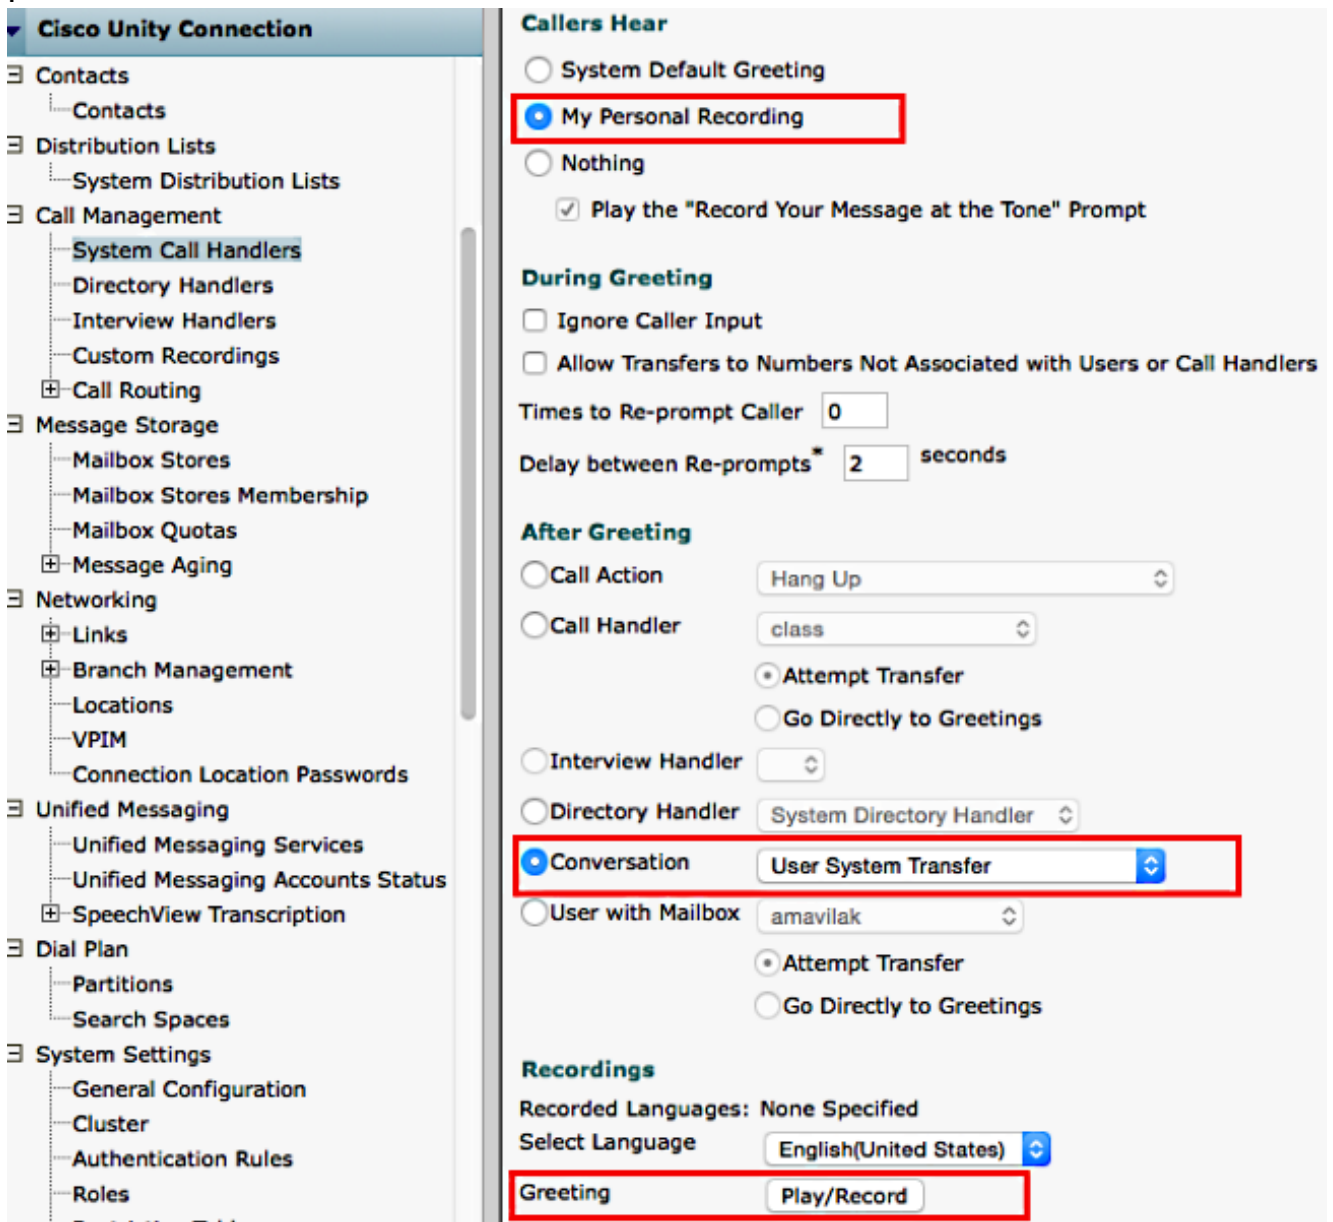 Cisco Unity Connection
Contacts
Contacts
Distribution Lists
System Distribution Lists
Call Management
System Call Handlers
Directory Handlers
Interview Handlers
Custom Recordings
Call Routing
Message Storage
Mailbox Stores
Mailbox Stores Membership
Mailbox Quotas
Message Aging
Networking
Links
Branch Management
Locations
VPIM
Connection Location Passwords
Unified Messaging
Unified Messaging Services
Unified Messaging Accounts Status
SpeechView Transcription
Dial Plan
Partitions
Search Spaces
System Settings
General Configuration
Cluster
Authentication Rules
Roles
Callers Hear
System Default Greeting
My Personal Recording
Nothing
Play the "Record Your Message at the Tone" Prompt
During Greeting
Ignore Caller Input
Allow Transfers to Numbers Not Associated with Users or Call Handlers
Times to Re-prompt Caller 0
Delay between Re-prompts* 2 seconds
After Greeting
Call Action Hang Up
Call Handler class
Attempt Transfer
Go Directly to Greetings
Interview Handler
Directory Handler System Directory Handler
Conversation User System Transfer
User with Mailbox amavilak
Attempt Transfer
Go Directly to Greetings
Recordings
Recorded Languages: None Specified
Select Language English(United States)
Greeting Play/Record